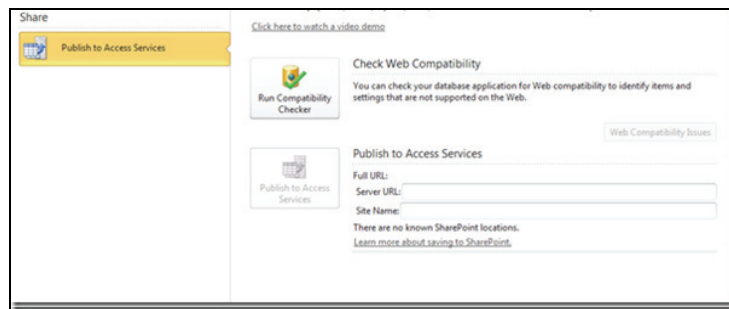 Share
Publish to Access Services
Click here to watch a video demo
Run Compatibility
Checker
Check Web Compatibility
You can check your database application for Web compatibility to identify items and
settings that are not supported on the Web.
Web Compatibility Issues
Publish to Access
Services
Publish to Access Services
Full URL:
Server URL:
Site Name:
There are no known SharePoint locations.
Learn more about saving to SharePoint.